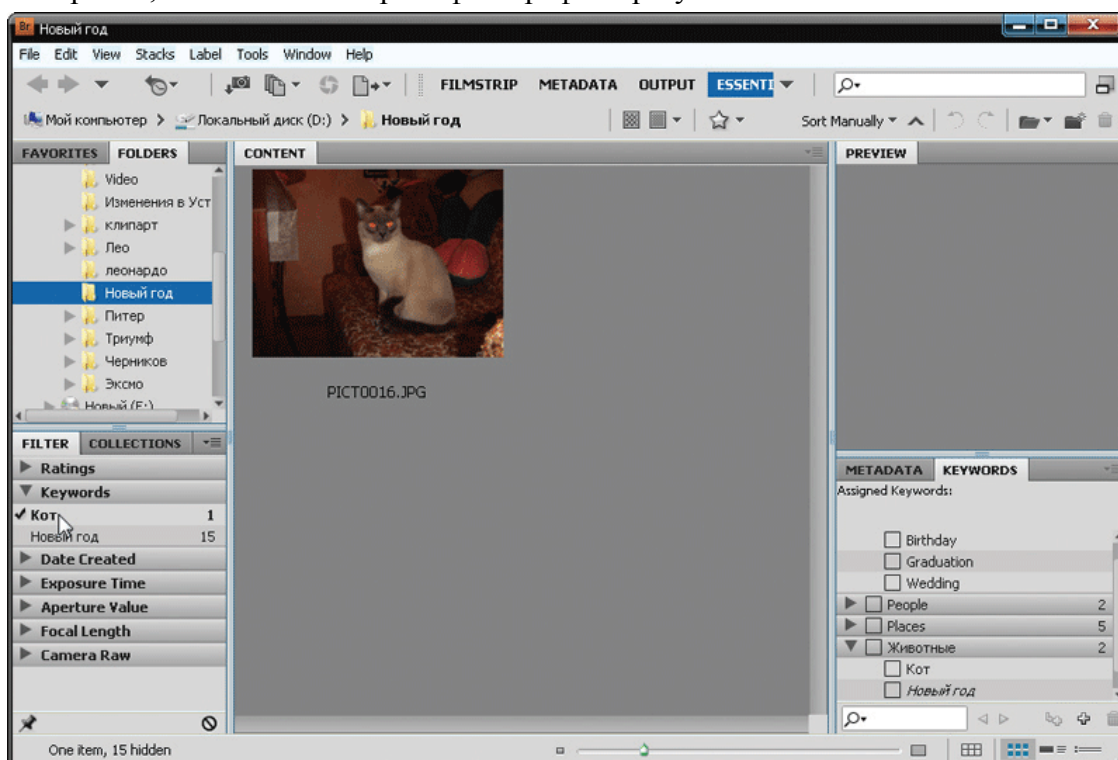 Br Новый год
File Edit View Stacks Label Tools Window Help
FILMSTRIP METADATA OUTPUT ESSENTI
Мой компьютер Локальный диск (D:) Новый год Sort Manually
FAVORITES FOLDERS
Video
Изменения в Уст
клипарт
Лео
леонардо
Новый год
Питер
Триумф
Черников
Эксмо
Новый (E:)
FILTER COLLECTIONS
Ratings
Keywords
Кот 1
Новый год 15
Date Created
Exposure Time
Aperture Value
Focal Length
Camera Raw
CONTENT
PICT0016.JPG
PREVIEW
METADATA KEYWORDS
Assigned Keywords:
Birthday
Graduation
Wedding
People 2
Places 5
Животные 2
Кот
Новый год
One item, 15 hidden